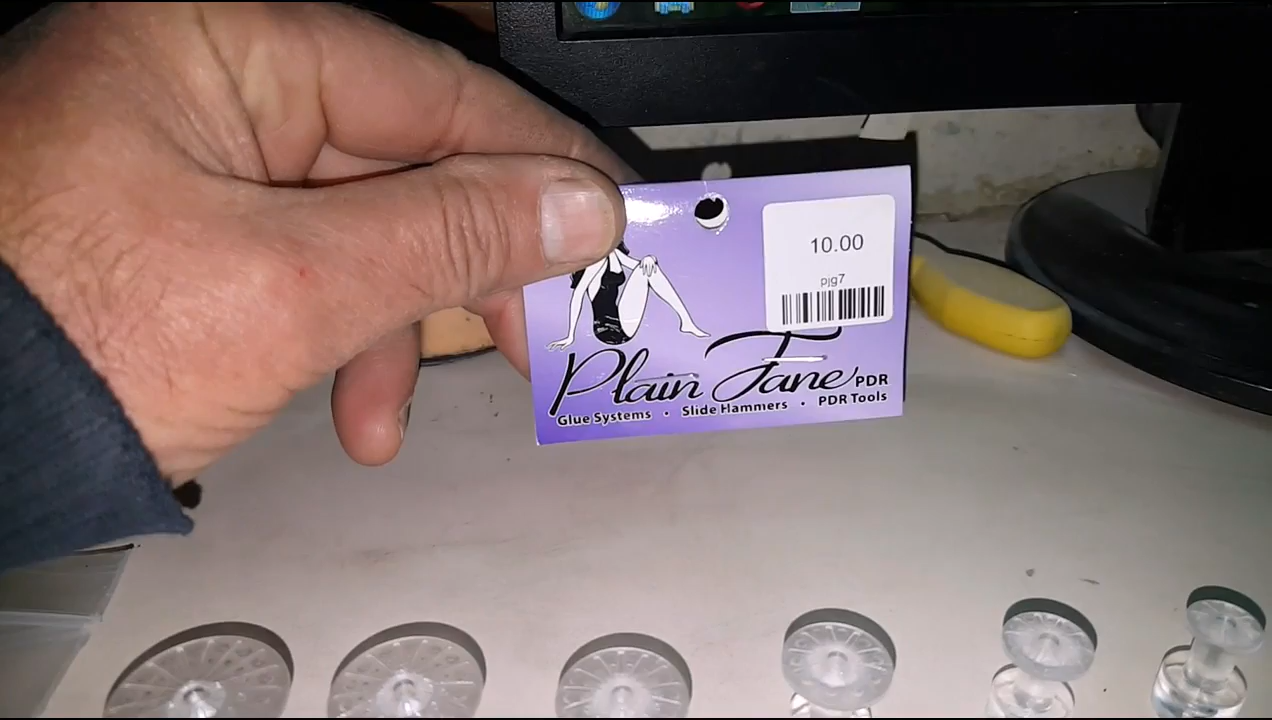 10.00
pjg7
Plain Jane PDR
Glue Systems • Slide Hammers • PDR Tools